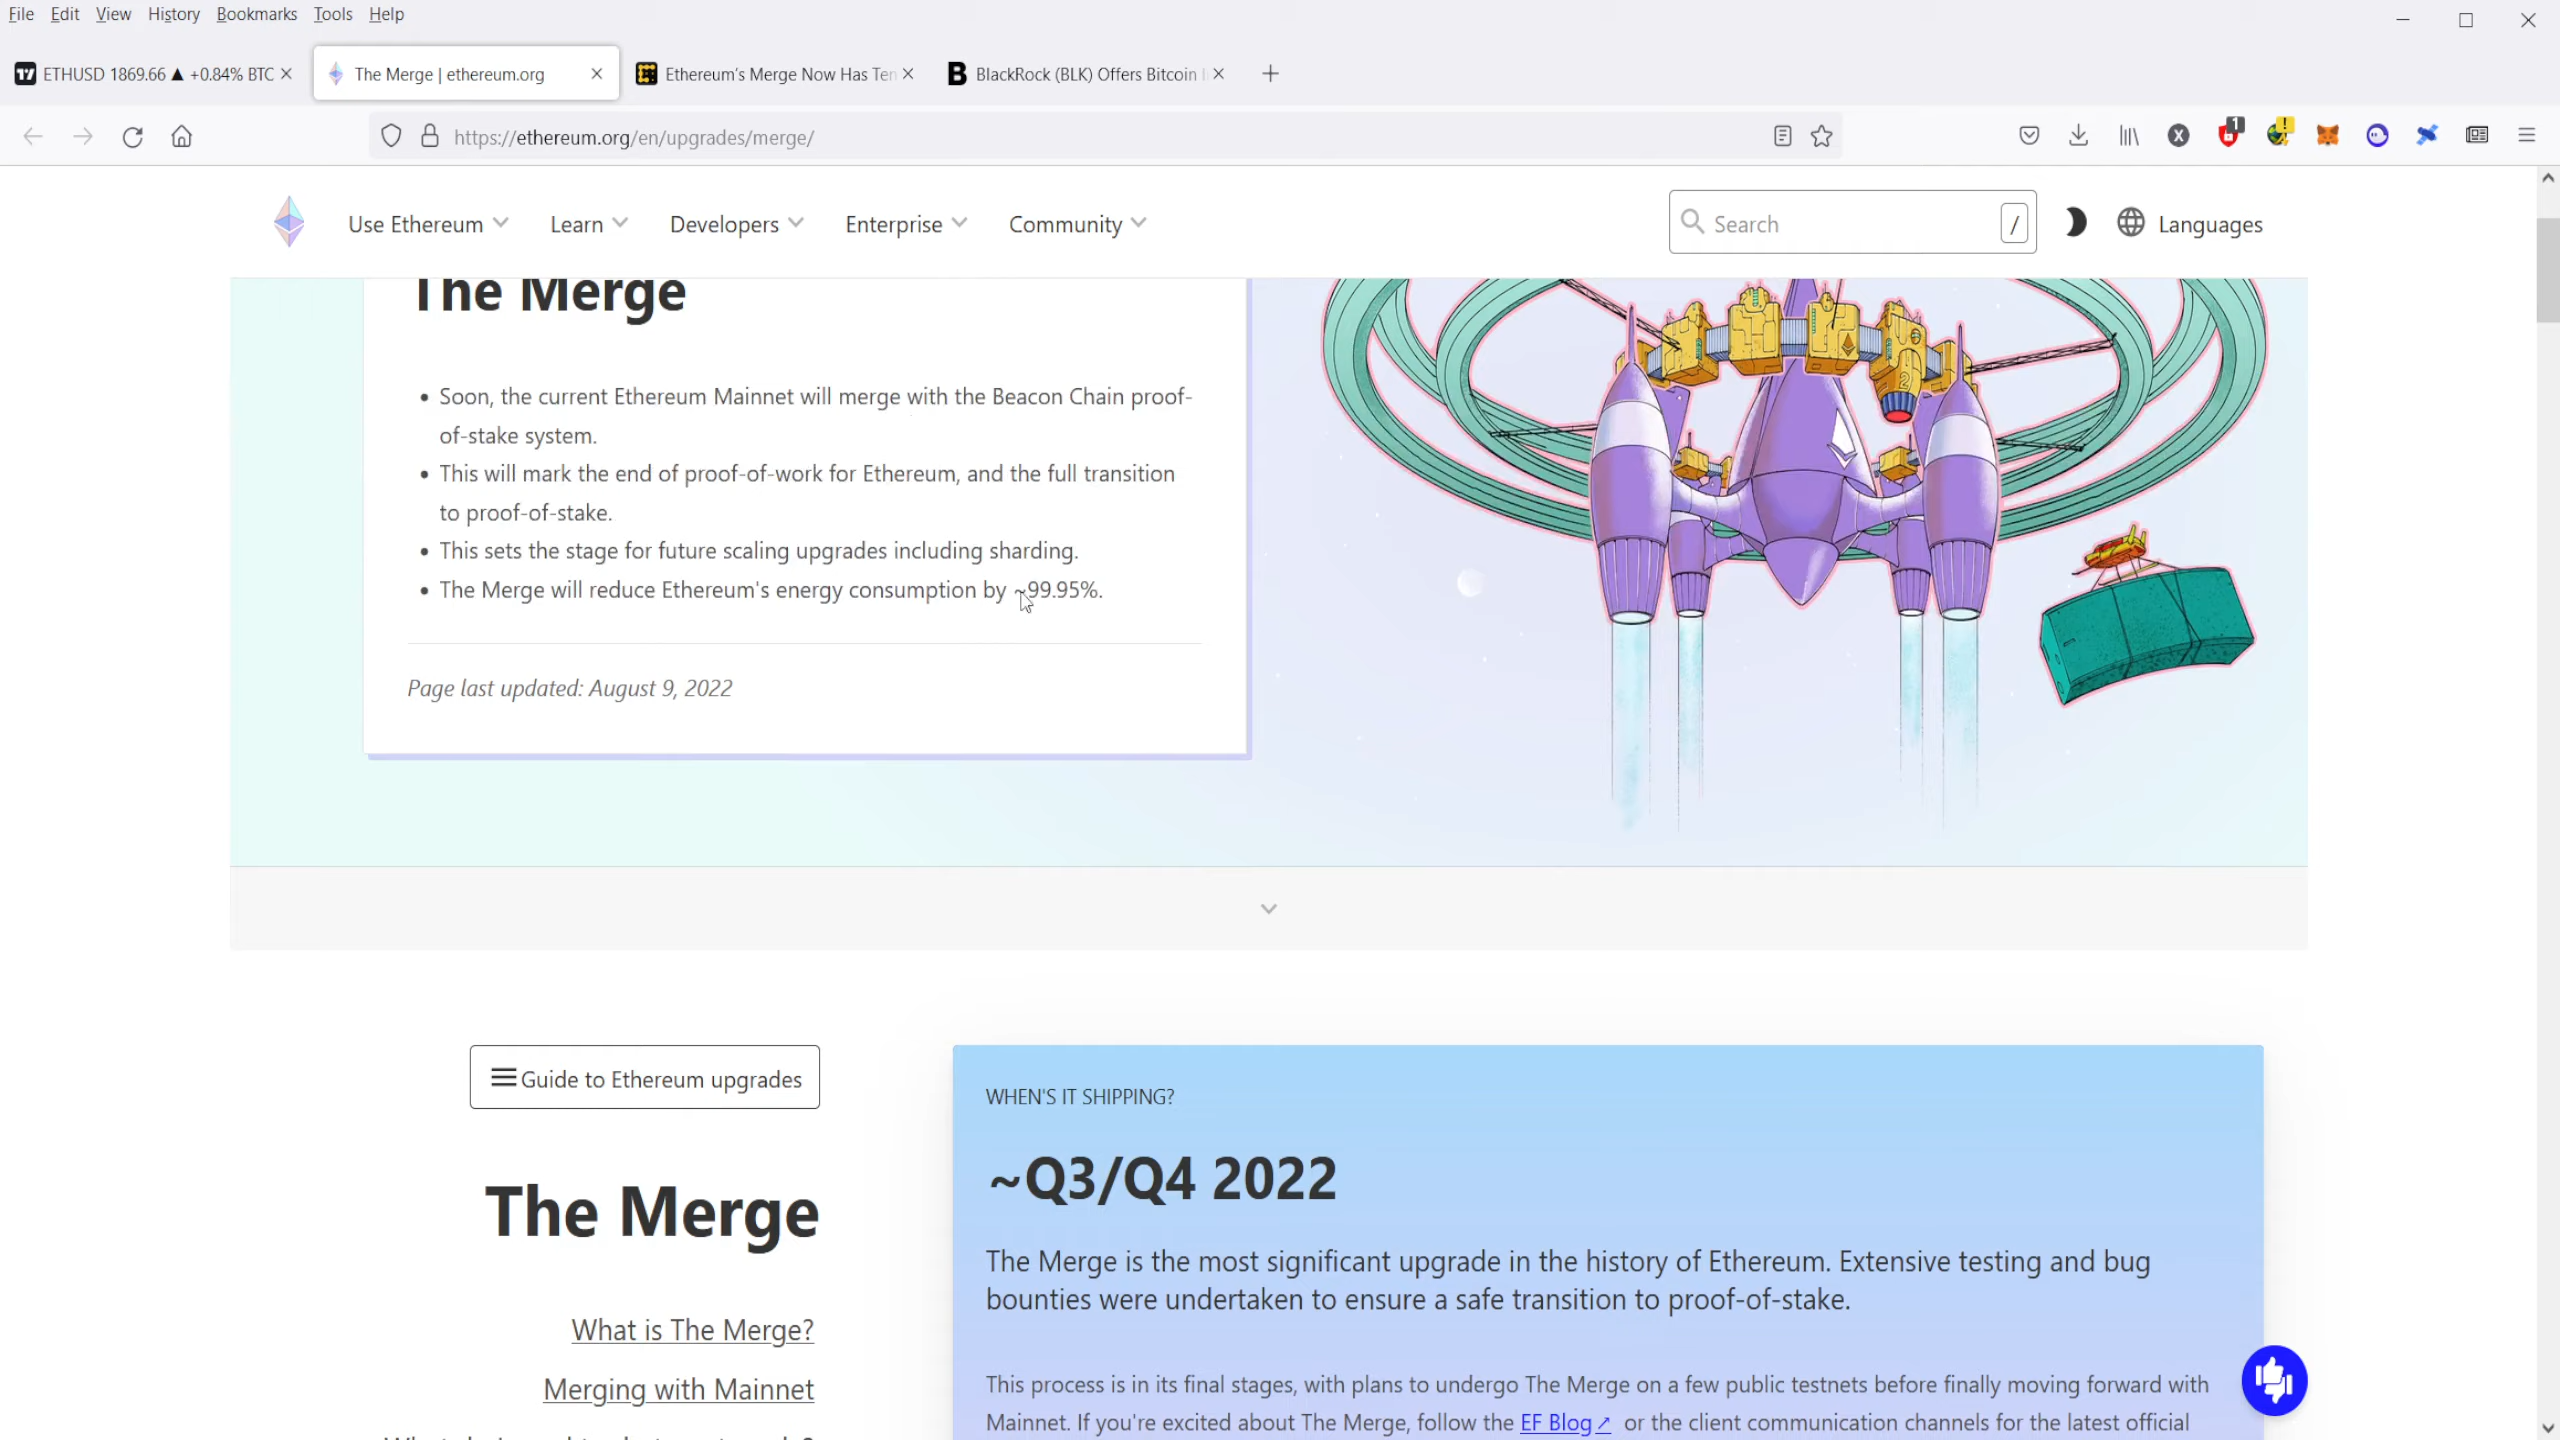 File Edit View History Bookmarks Tools Help
ETHUSD 1869.66 ▲ +0.84% BTC
The Merge | ethereum.org
Ethereum's Merge Now Has Ten
BlackRock (BLK) Offers Bitcoin
https://ethereum.org/en/upgrades/merge/
1
Use Ethereum Learn Developers Enterprise Community
Search /
Languages
The Merge
• Soon, the current Ethereum Mainnet will merge with the Beacon Chain proof-
of-stake system.
• This will mark the end of proof-of-work for Ethereum, and the full transition
to proof-of-stake.
• This sets the stage for future scaling upgrades including sharding.
• The Merge will reduce Ethereum's energy consumption by ~99.95%.
Page last updated: August 9, 2022
2
Guide to Ethereum upgrades
The Merge
What is The Merge?
Merging with Mainnet
WHEN'S IT SHIPPING?
~Q3/Q4 2022
The Merge is the most significant upgrade in the history of Ethereum. Extensive testing and bug
bounties were undertaken to ensure a safe transition to proof-of-stake.
This process is in its final stages, with plans to undergo The Merge on a few public testnets before finally moving forward with
Mainnet. If you're excited about The Merge, follow the EF Blog↗ or the client communication channels for the latest official